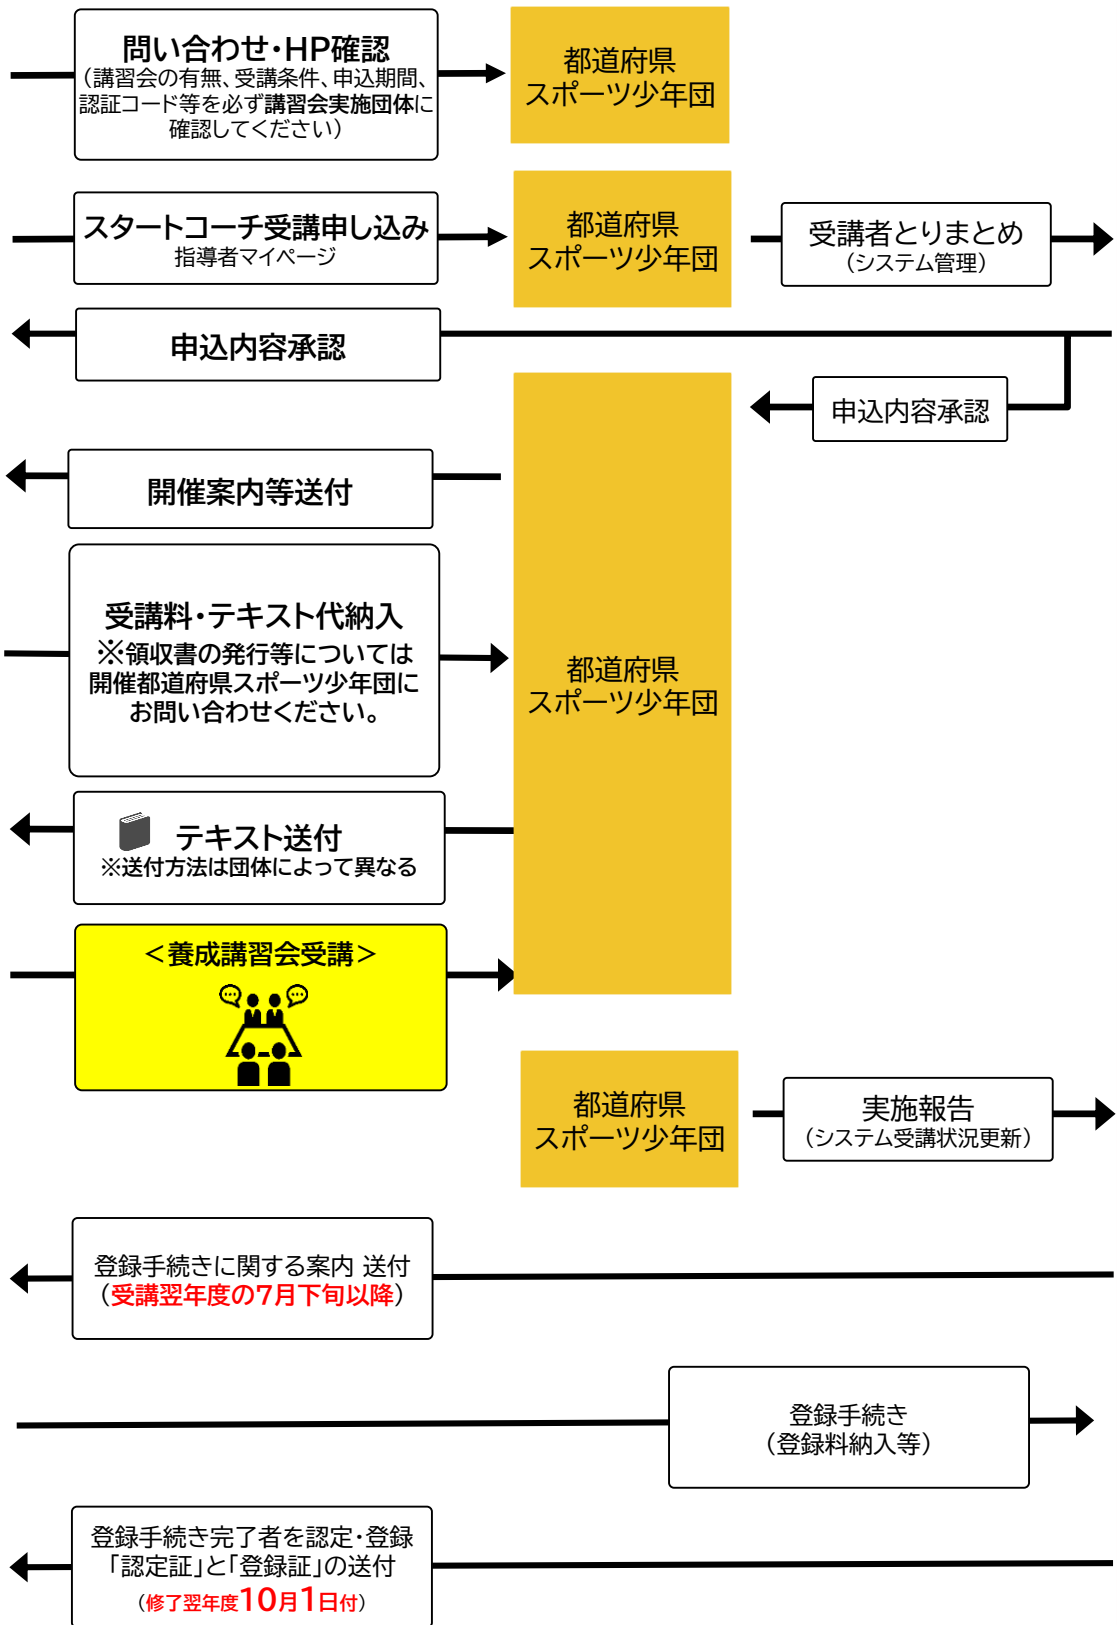 問い合わせ・HP確認
（講習会の有無、受講条件、申込期間、
認証コード等を必ず講習会実施団体に
確認してください）
都道府県
スポーツ少年団
スタートコーチ受講申し込み
指導者マイページ
都道府県
スポーツ少年団
受講者とりまとめ
（システム管理）
申込内容承認
申込内容承認
開催案内等送付
受講料・テキスト代納入
※領収書の発行等については
開催都道府県スポーツ少年団に
お問い合わせください。
都道府県
スポーツ少年団
テキスト送付
※送付方法は団体によって異なる
＜養成講習会受講＞
都道府県
スポーツ少年団
実施報告
（システム受講状況更新）
登録手続きに関する案内 送付
（受講翌年度の7月下旬以降）
登録手続き
（登録料納入等）
登録手続き完了者を認定・登録
「認定証」と「登録証」の送付
（修了翌年度10月1日付）